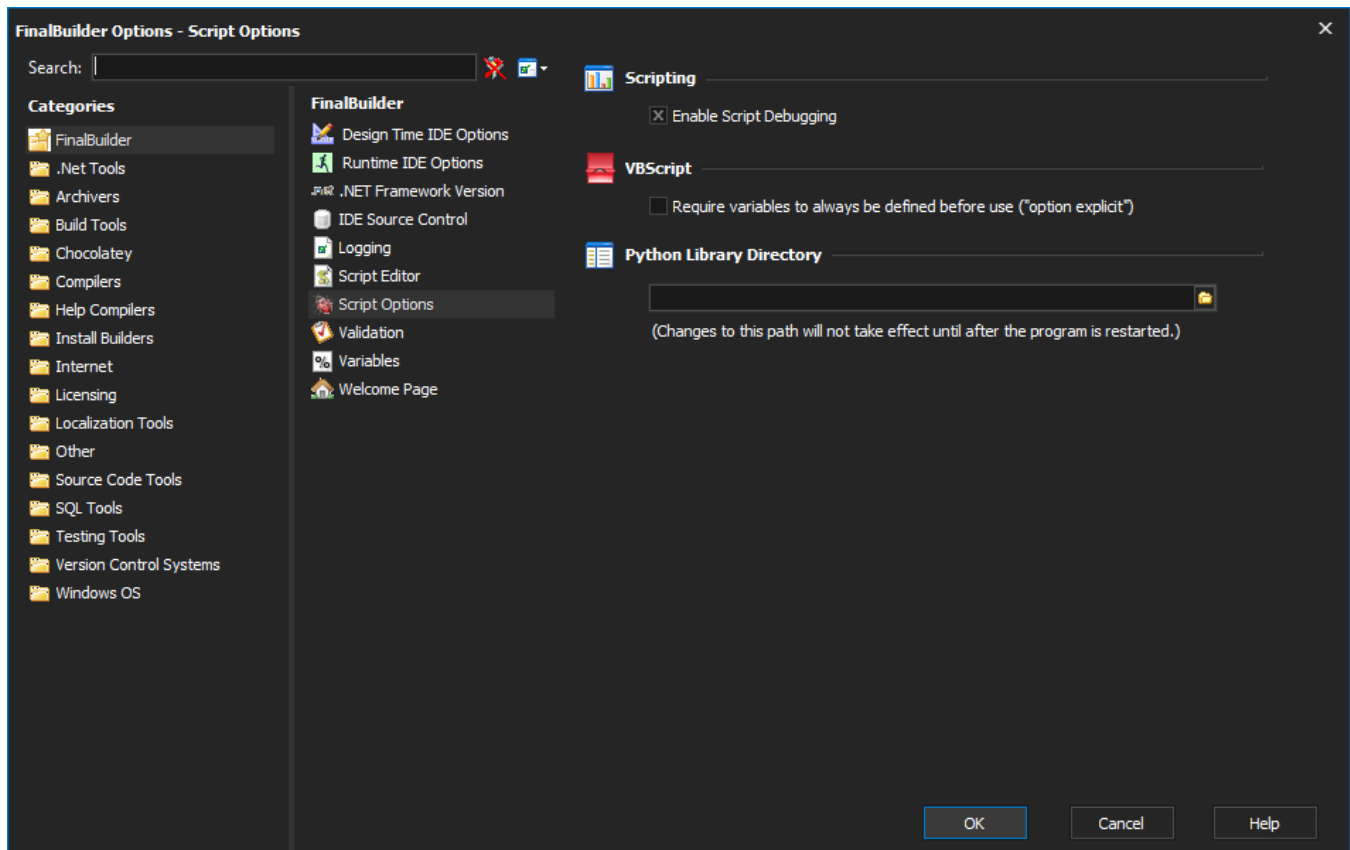 FinalBuilder Options - Script Options
Search:
Categories
FinalBuilder
.Net Tools
Archivers
Build Tools
Chocolatey
Compilers
Help Compilers
Install Builders
Internet
Licensing
Localization Tools
Other
Source Code Tools
SQL Tools
Testing Tools
Version Control Systems
Windows OS
FinalBuilder
Design Time IDE Options
Runtime IDE Options
.NET Framework Version
IDE Source Control
Logging
Script Editor
Script Options
Validation
Variables
Welcome Page
Scripting
Enable Script Debugging
VBScript
Require variables to always be defined before use ("option explicit")
Python Library Directory
(Changes to this path will not take effect until after the program is restarted.)
OK
Cancel
Help